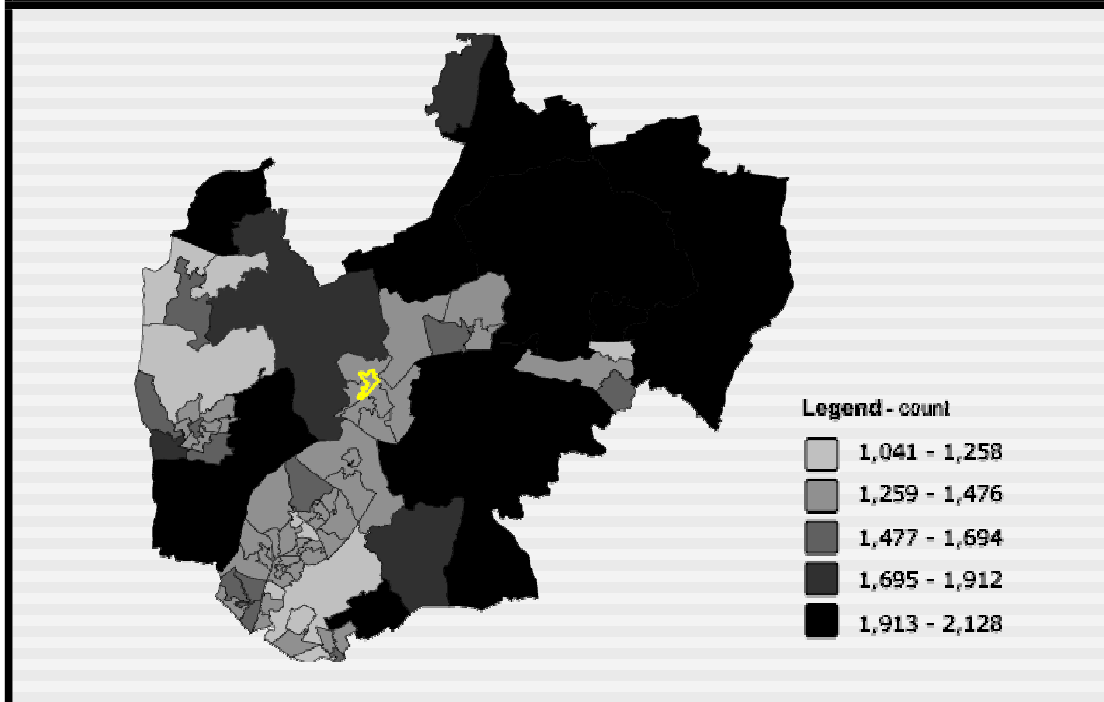 Legend - count
1,041 - 1,258
1,259 - 1,476
1,477 - 1,694
1,695 - 1,912
1,913 - 2,128